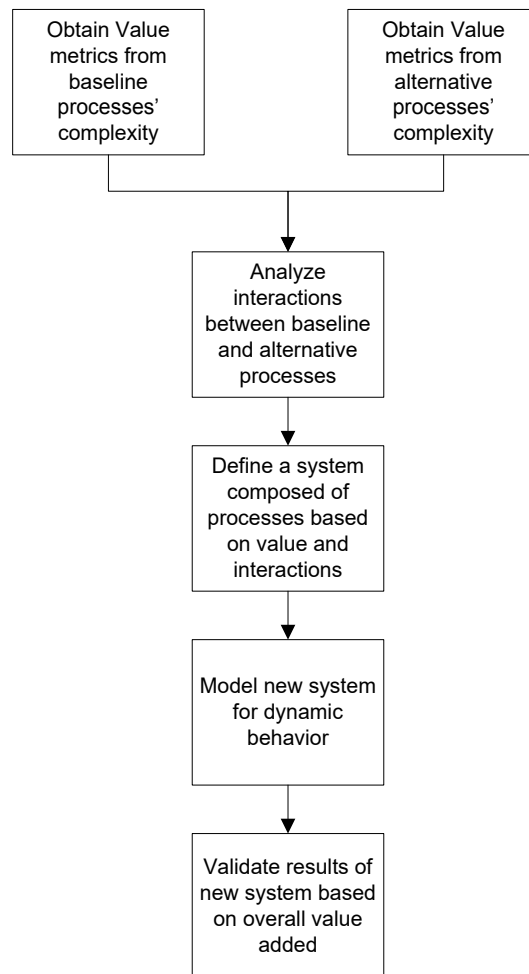 Obtain Value
metrics from
baseline
processes’
complexity
Obtain Value
metrics from
alternative
processes’
complexity
Analyze
interactions
between baseline
and alternative
processes
Define a system
composed of
processes based
on value and
interactions
Model new system
for dynamic
behavior
Validate results of
new system based
on overall value
added